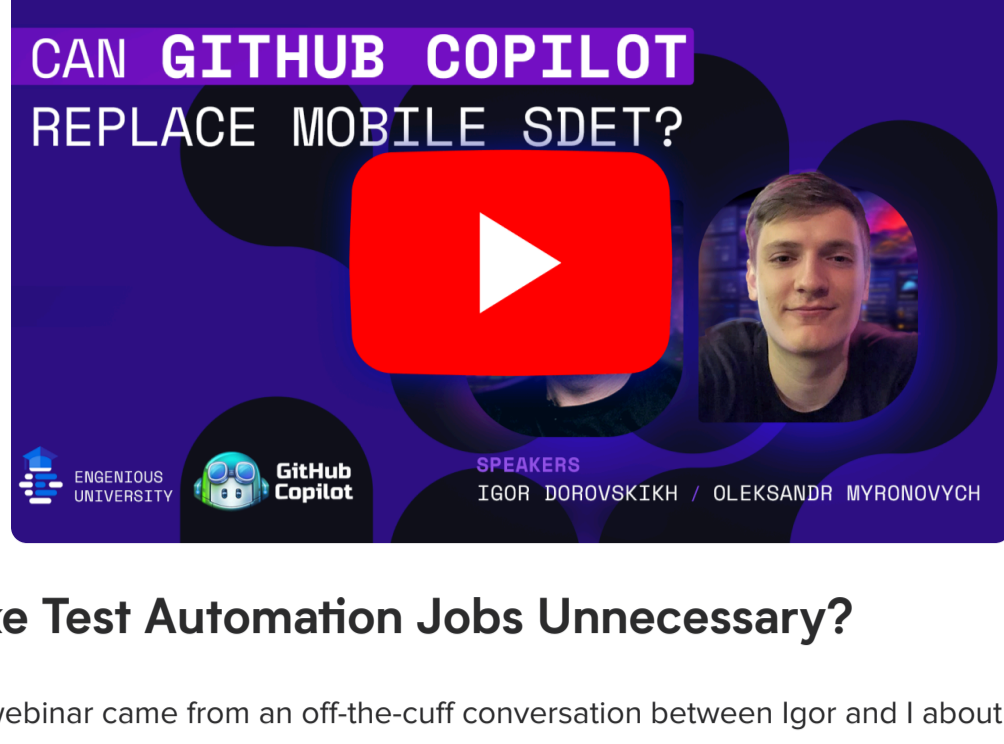 CAN GITHUB COPILOT
REPLACE MOBILE SDET?
ENGENIOUS
UNIVERSITY
GitHub
Copilot
SPEAKERS
IGOR DOROVSKIKH / OLEKSANDR MYRONOVYCH
Test Automation Jobs Unnecessary?
came from an off-the-cuff conversation between Igor and I about